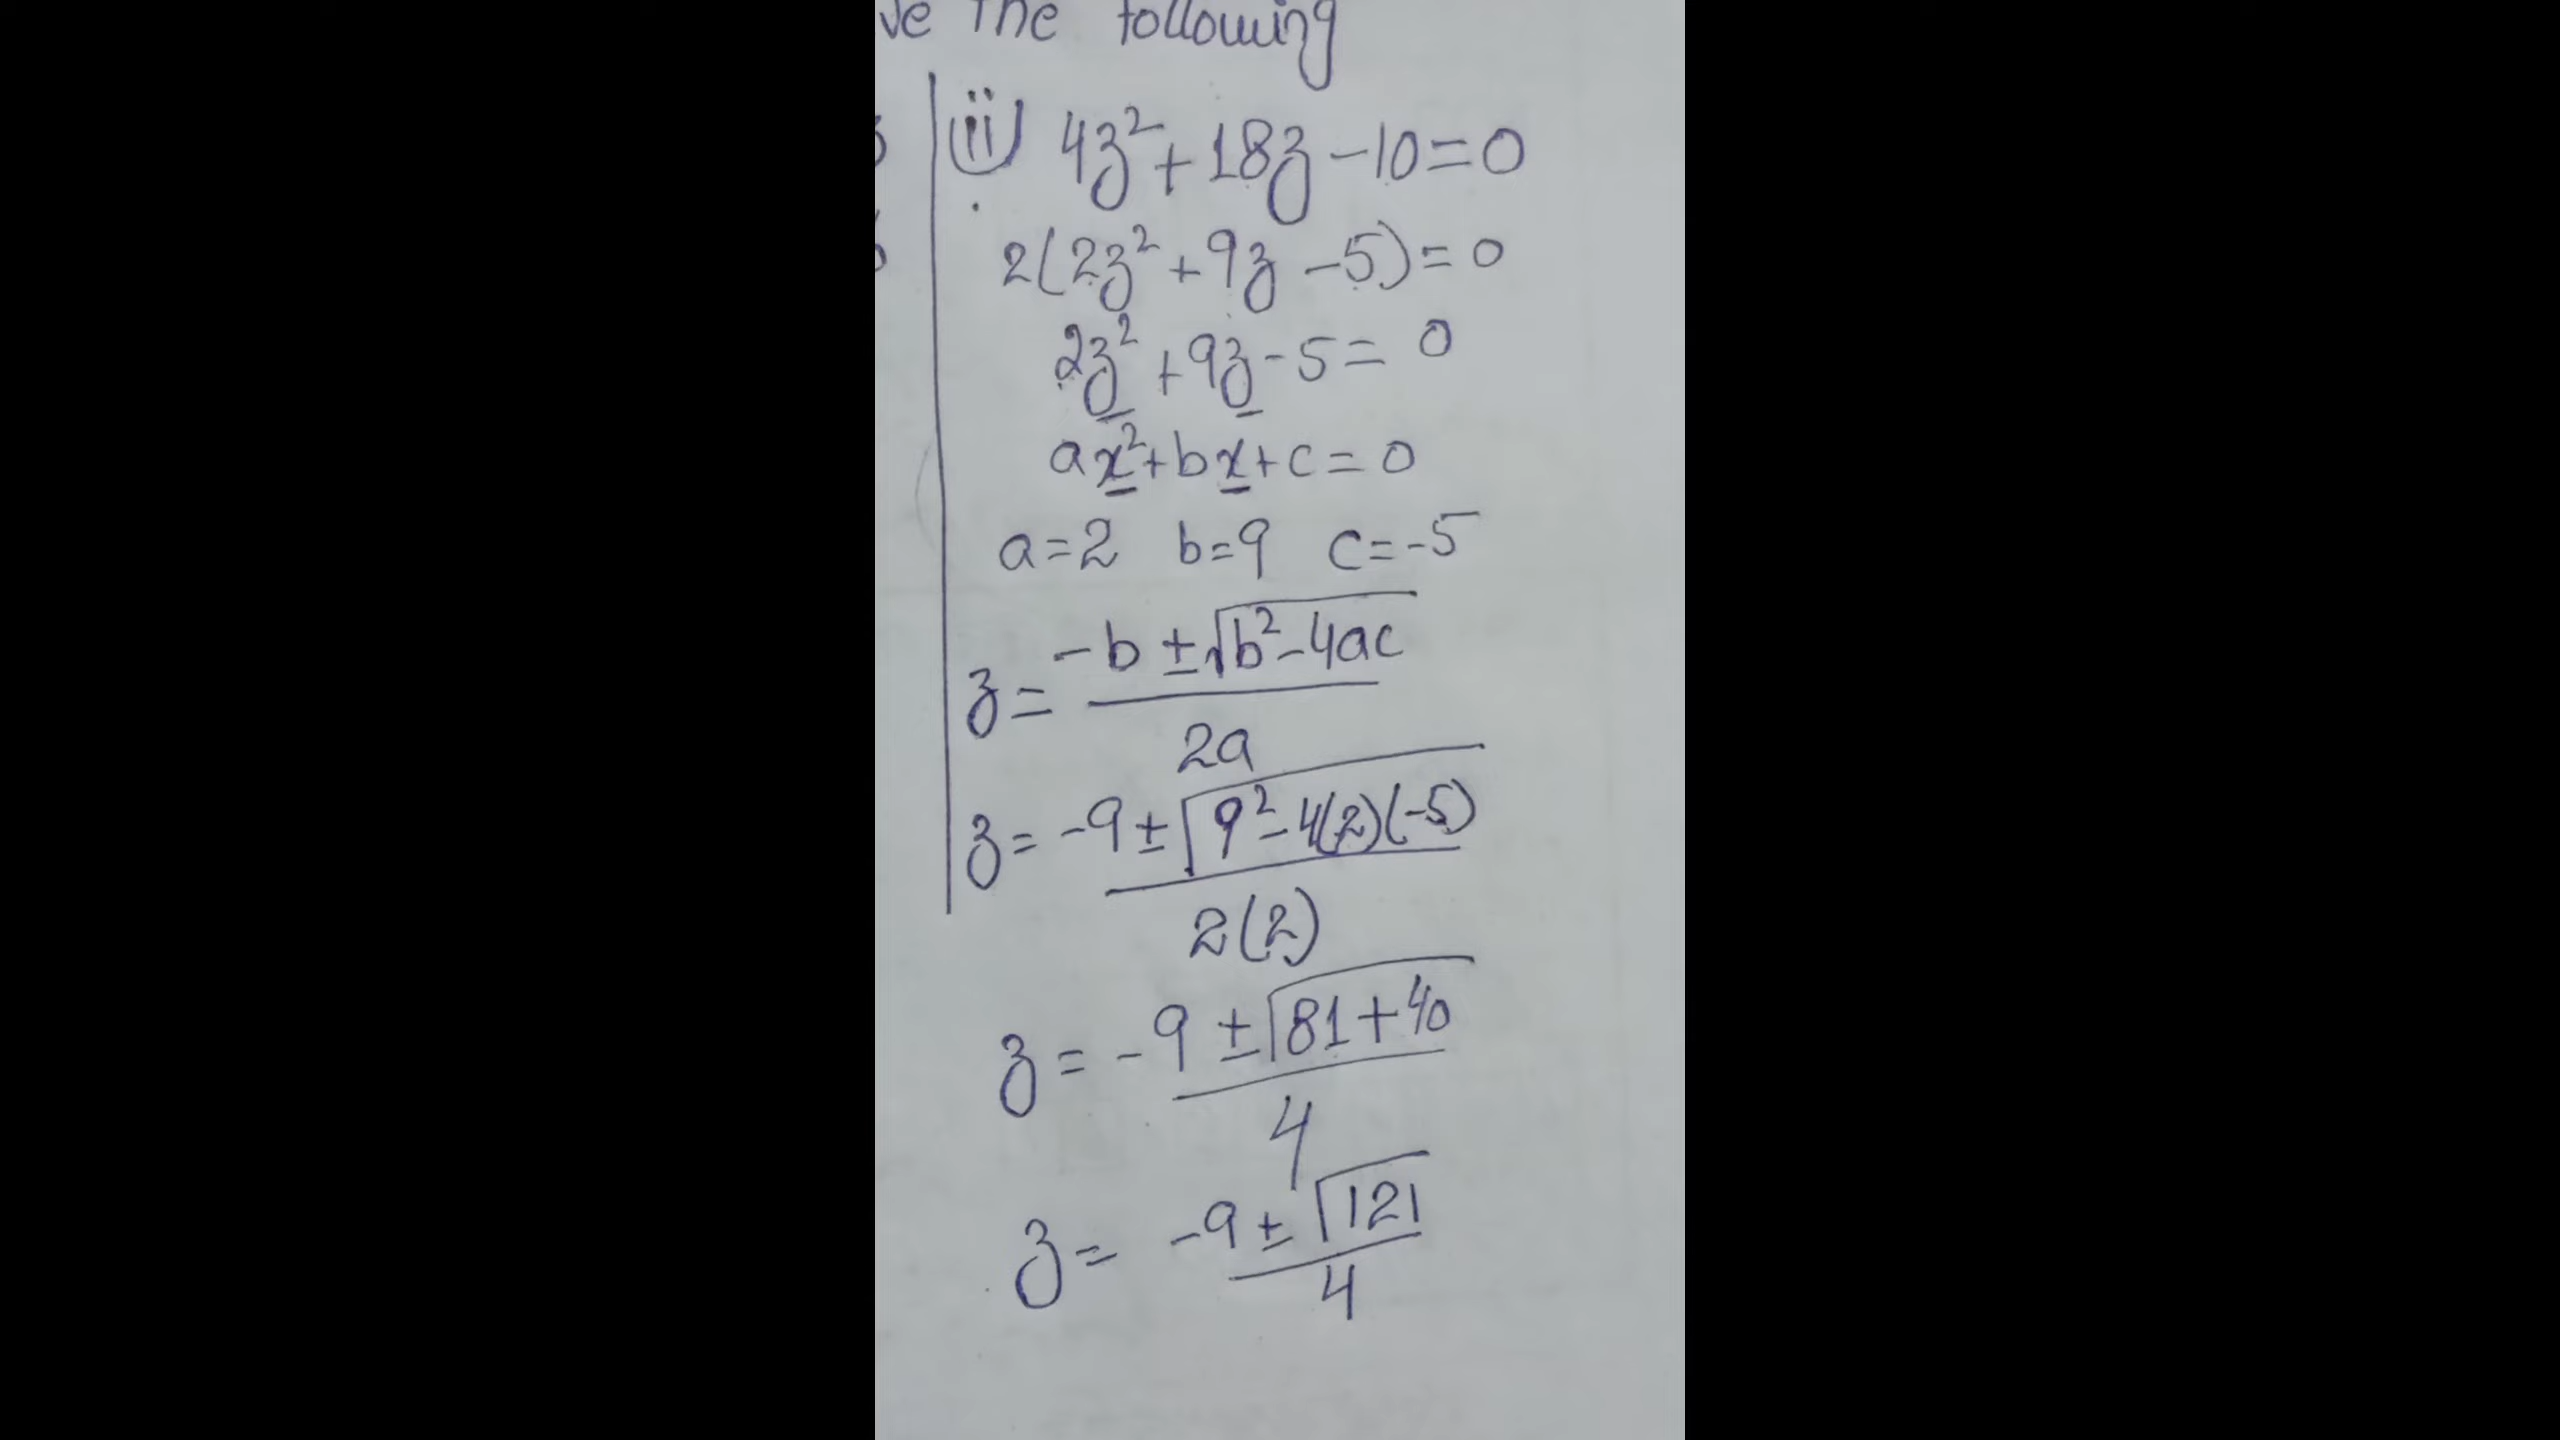 the following
(ii) 4z² + 18z - 10 = 0
2(2z² + 9z - 5) = 0
2z² + 9z - 5 = 0
ax² + bx + c = 0
a = 2 b = 9 c = -5
z = -b ± √b² - 4ac / 2a
z = -9 ± √9² - 4(2)(-5) / 2(2)
z = -9 ± √81 + 40 / 4
z = -9 ± √121 / 4